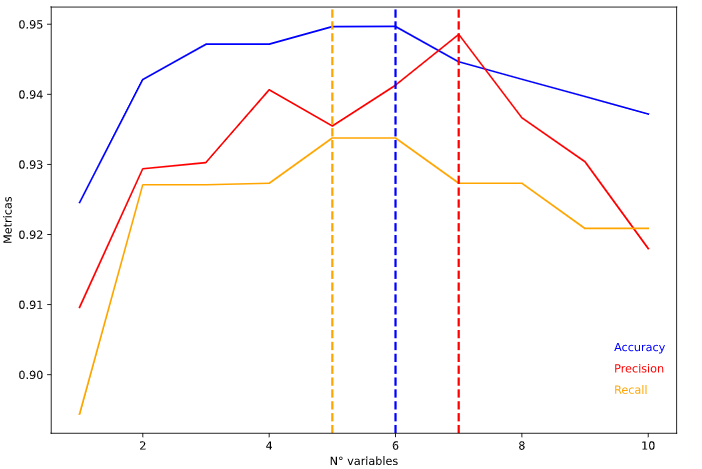 0.95
0.94
0.93
0.92
0.91
0.90
Metricas
2
4
6
8
10
N° variables
Accuracy
Precision
Recall